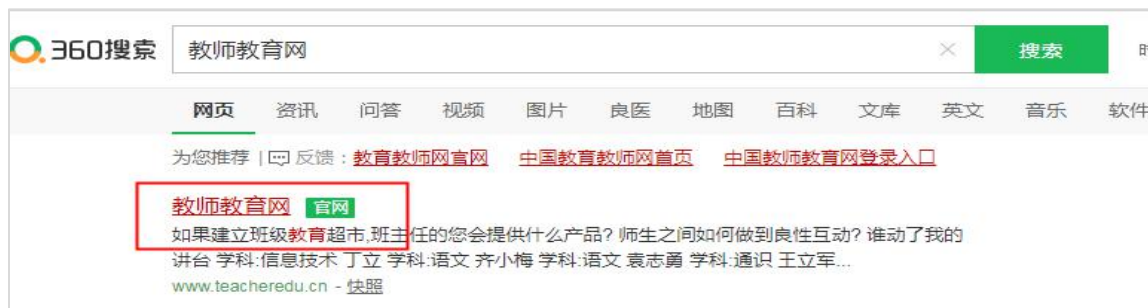 360搜索 教师教育网 × 搜索
网页 资讯 问答 视频 图片 良医 地图 百科 文库 英文 音乐 软件
为您推荐 | 反馈：教育教师网官网 中国教育教师网首页 中国教师教育网登录入口
教师教育网 官网
如果建立班级教育超市,班主任的您会提供什么产品? 师生之间如何做到良性互动? 谁动了我的
讲台 学科:信息技术 丁立 学科:语文 齐小梅 学科:语文 袁志勇 学科:通识 王立军...
www.teacheredu.cn - 快照